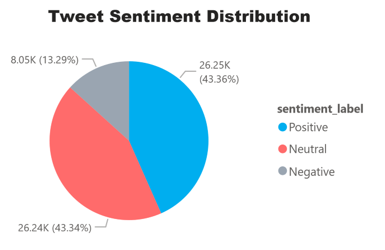 Tweet Sentiment Distribution
8.05K (13.29%)
26.25K
(43.36%)
sentiment_label
Positive
Neutral
Negative
26.24K (43.34%)